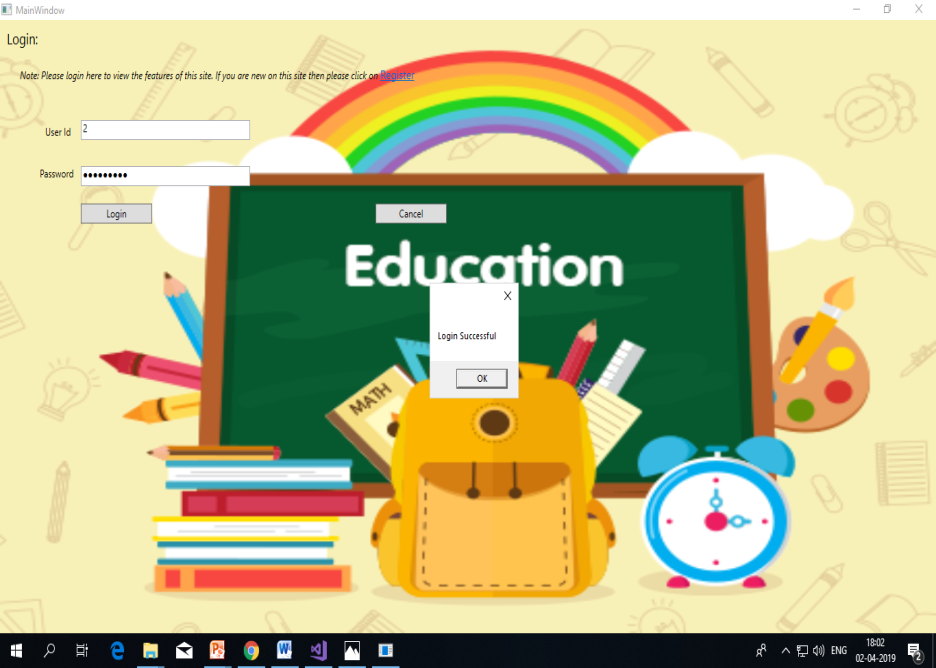 MainWindow
Login:
Note: Please login here to view the features of this site. If you are new on this site then please click on Register
User Id 2
Password •••••••••
Login Cancel
Education
X
Login Successful
OK
MATH
ENG
18:02
02-04-2019
2